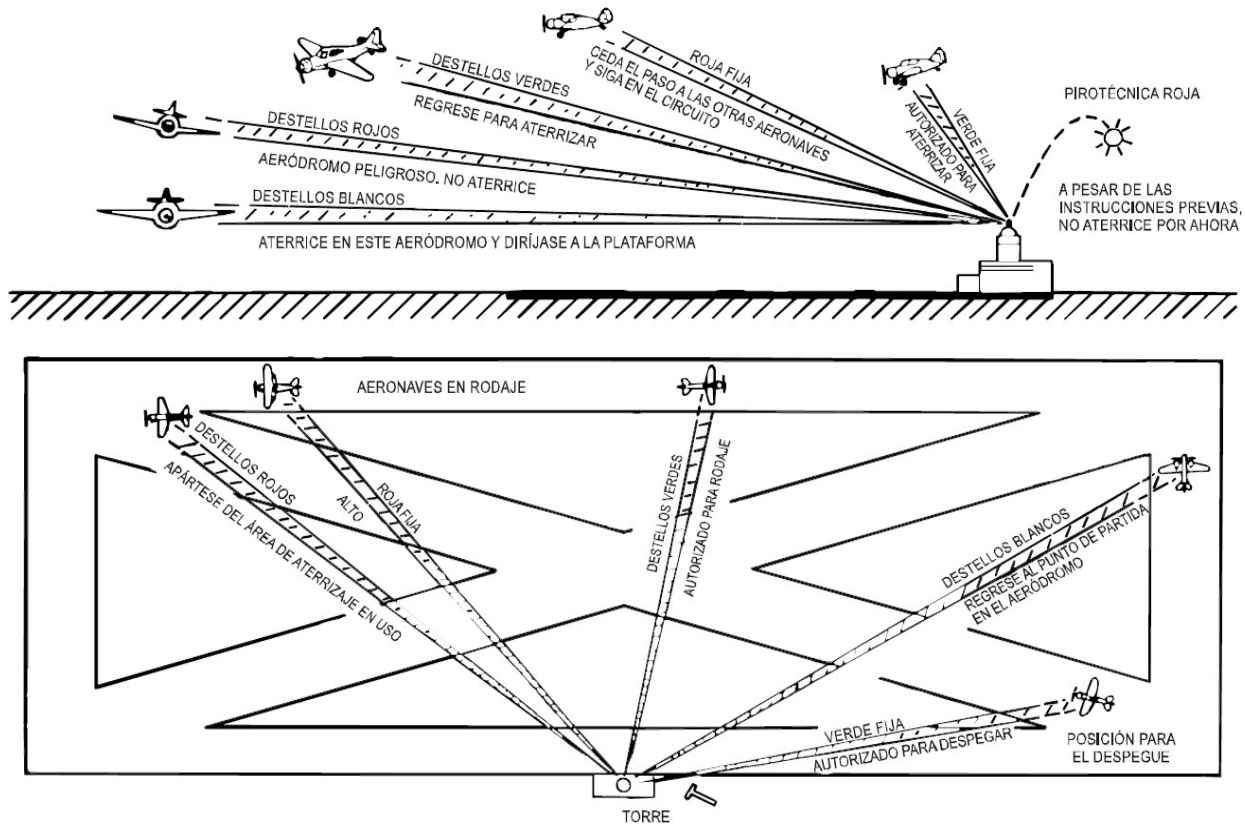 DESTELLOS ROJOS
AERÓDROMO PELIGROSO. NO ATERRICE
DESTELLOS BLANCOS
ATERRICE EN ESTE AERÓDROMO Y DIRÍJASE A LA PLATAFORMA
DESTELLOS VERDES
REGRESE PARA ATERRIZAR
ROJA FIJA
CEDA EL PASO A LAS OTRAS AERONAVES
Y SIGA EN EL CIRCUITO
VERDE FIJA
AUTORIZADO PARA
ATERRIZAR
PIROTÉCNICA ROJA
A PESAR DE LAS
INSTRUCCIONES PREVIAS,
NO ATERRICE POR AHORA
AERONAVES EN RODAJE
DESTELLOS ROJOS
APÁRTESE DEL ÁREA DE ATERRIZAJE EN USO
ROJA FIJA
ALTO
DESTELLOS VERDES
AUTORIZADO PARA RODAJE
DESTELLOS BLANCOS
REGRESE AL PUNTO DE PARTIDA
EN EL AERÓDROMO
VERDE FIJA
AUTORIZADO PARA DESPEGAR
POSICIÓN PARA
EL DESPEGUE
TORRE